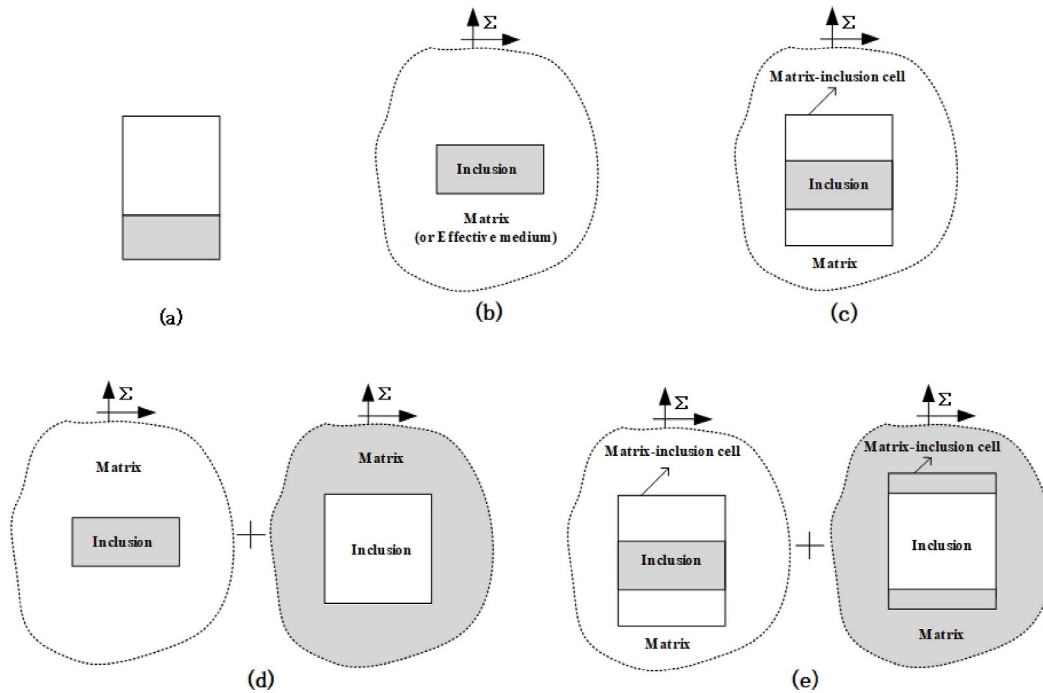 Σ
Inclusion
Matrix
(or Effective medium)
(b)
Σ
Matrix-inclusion cell
Inclusion
Matrix
(c)
(a)
Σ
Matrix
Inclusion
+
Σ
Matrix
Inclusion
(d)
Σ
Matrix-inclusion cell
Inclusion
Matrix
+
Σ
Matrix-inclusion cell
Inclusion
Matrix
(e)